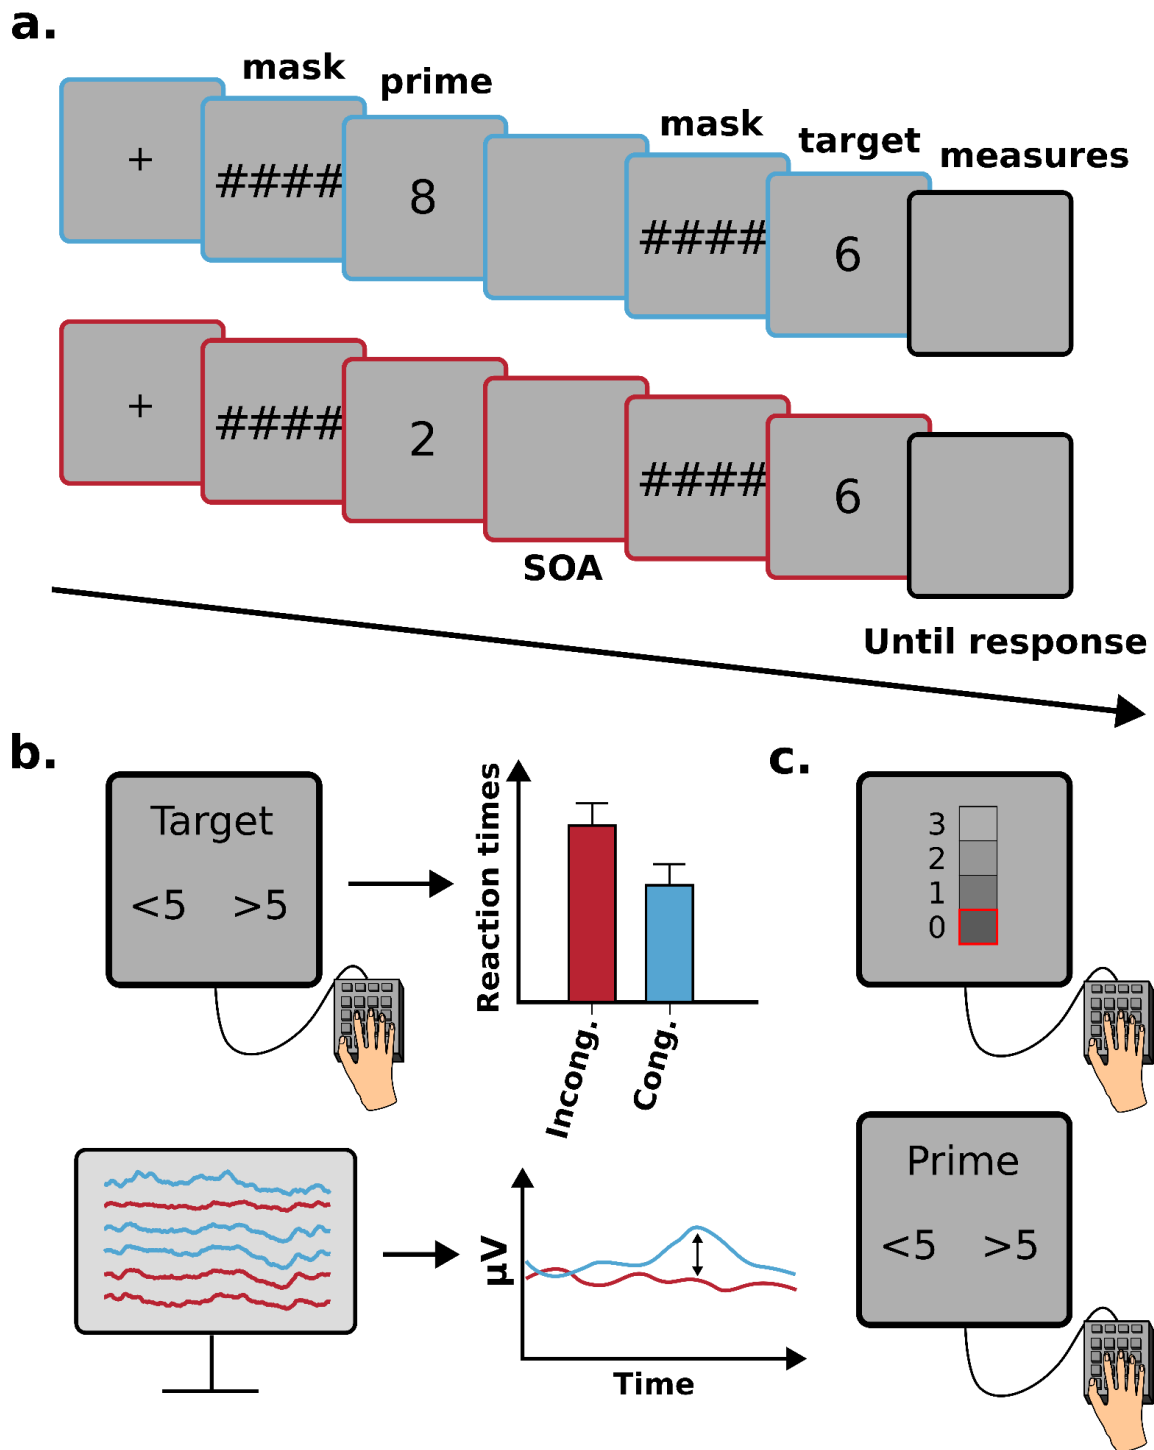 a.
mask
prime
mask
target
measures
+
####
8
####
6
+
####
2
####
6
SOA
Until response
b.
Target
<5 >5
Reaction times
Incong.
Cong.
µV
Time
c.
3
2
1
0
Prime
<5 >5